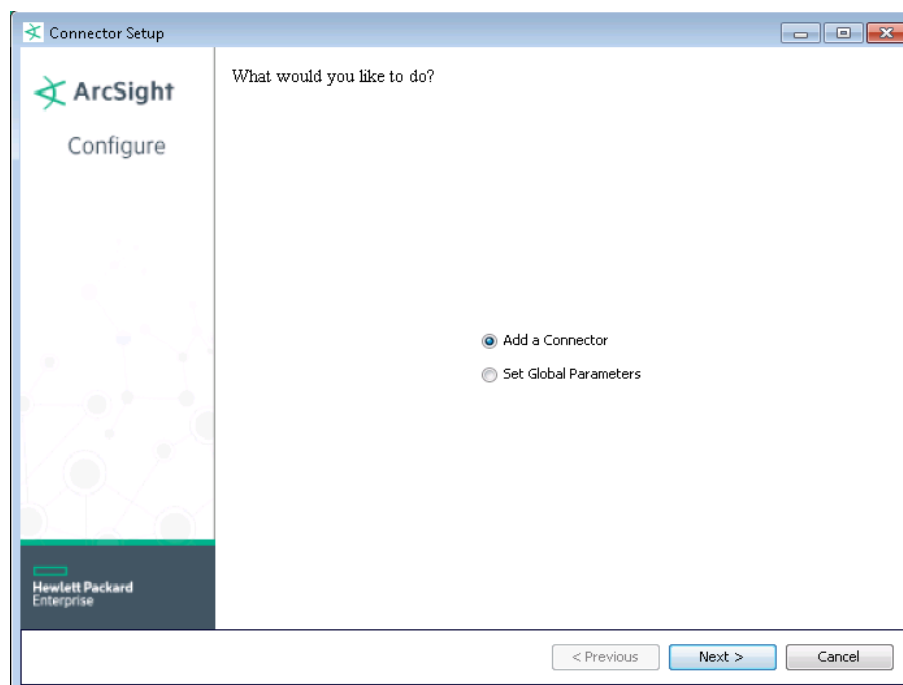 Connector Setup
ArcSight
Configure
What would you like to do?
Add a Connector
Set Global Parameters
Hewlett Packard
Enterprise
< Previous
Next >
Cancel